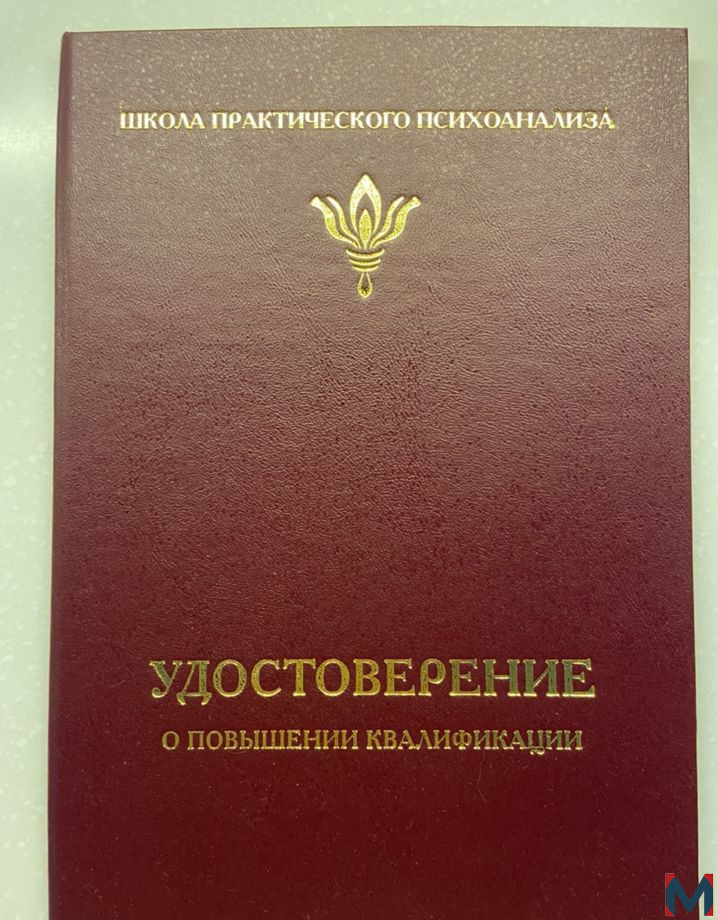 ШКОЛА ПРАКТИЧЕСКОГО ПСИХОАНАЛИЗА
УДОСТОВЕРЕНИЕ
О ПОВЫШЕНИИ КВАЛИФИКАЦИИ
M